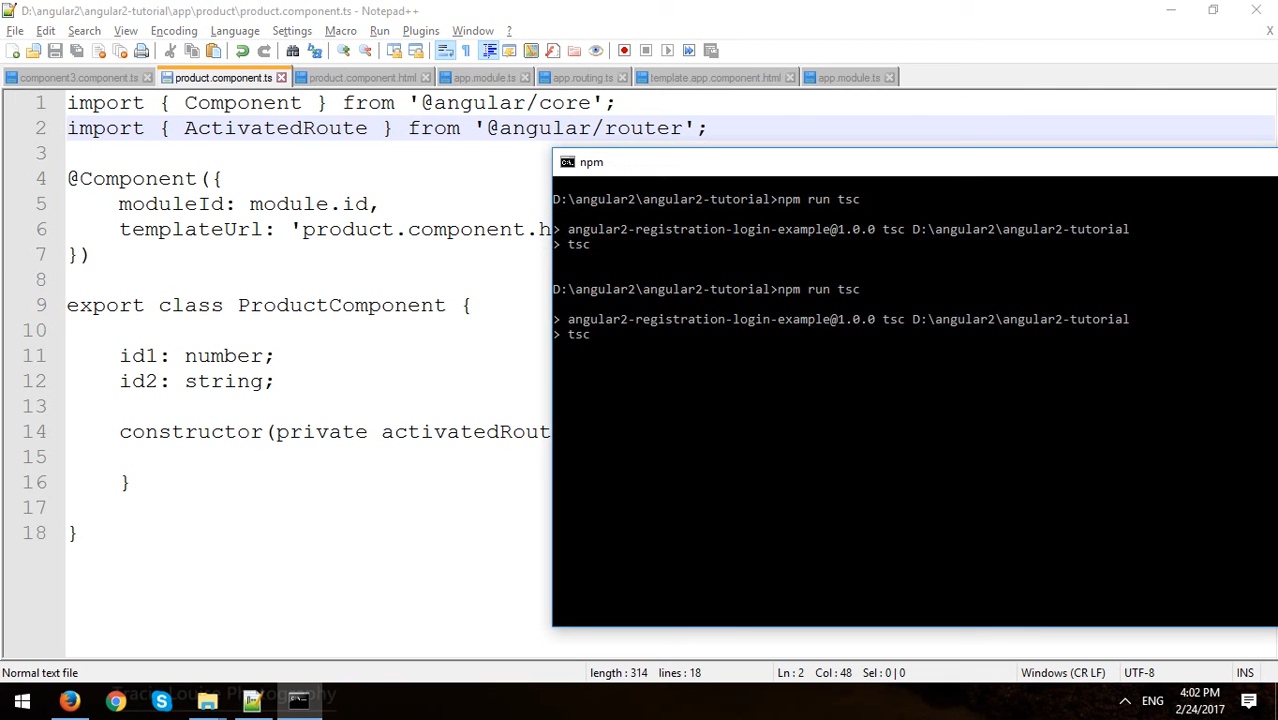 D:\angular2\angular2-tutorial\app\product\product.component.ts - Notepad++
File Edit Search View Encoding Language Settings Macro Run Plugins Window ? X
component3.component.ts product.component.ts product.component.html app.module.ts app.routing.ts template.app.component.html app.module.ts
1 import { Component } from '@angular/core';
2 import { ActivatedRoute } from '@angular/router';
3
4 @Component({
5 moduleId: module.id,
6 templateUrl: 'product.component.h
7 })
8
9 export class ProductComponent {
10
11 id1: number;
12 id2: string;
13
14 constructor(private activatedRout
15
16 }
17
18 }
npm
D:\angular2\angular2-tutorial>npm run tsc
> angular2-registration-login-example@1.0.0 tsc D:\angular2\angular2-tutorial
> tsc
D:\angular2\angular2-tutorial>npm run tsc
> angular2-registration-login-example@1.0.0 tsc D:\angular2\angular2-tutorial
> tsc
Normal text file length : 314 lines : 18 Ln : 2 Col : 48 Sel : 0 | 0 Windows (CR LF) UTF-8 INS
Photography
ENG
4:02 PM
2/24/2017